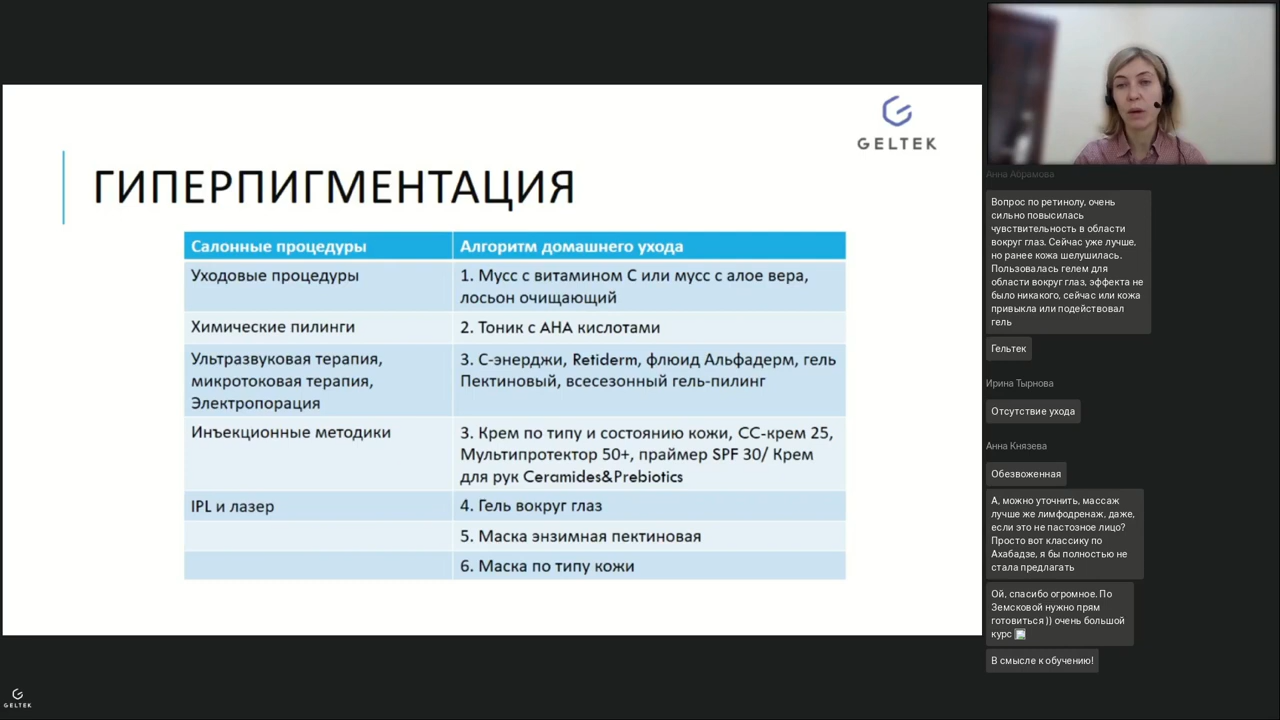 GELTEK
ГИПЕРПИГМЕНТАЦИЯ
Салонные процедуры
Алгоритм домашнего ухода
Уходовые процедуры
1. Мусс с витамином С или мусс с алое вера,
лосьон очищающий
Химические пилинги
2. Тоник с АНА кислотами
Ультразвуковая терапия,
микротоковая терапия,
Электропорация
3. С-энерджи, Retiderm, флюид Альфадерм, гель
Пектиновый, всесезонный гель-пилинг
Инъекционные методики
3. Крем по типу и состоянию кожи, СС-крем 25,
Мультипротектор 50+, праймер SPF 30/ Крем
для рук Ceramides&Prebiotics
IPL и лазер
4. Гель вокруг глаз
5. Маска энзимная пектиновая
6. Маска по типу кожи
GELTEK
Анна Абрамова
Вопрос по ретинолу, очень
сильно повысилась
чувствительность в области
вокруг глаз. Сейчас уже лучше,
но ранее кожа шелушилась.
Пользовалась гелем для
области вокруг глаз, эффекта не
было никакого, сейчас или кожа
привыкла или подействовал
гель
Гельтек
Ирина Тырнова
Отсутствие ухода
Анна Князева
Обезвоженная
А, можно уточнить, массаж
лучше же лимфодренаж, даже,
если это не пастозное лицо?
Просто вот классику по
Ахабадзе, я бы полностью не
стала предлагать
Ой, спасибо огромное. По
Земсковой нужно прям
готовиться )) очень большой
курс
В смысле к обучению!